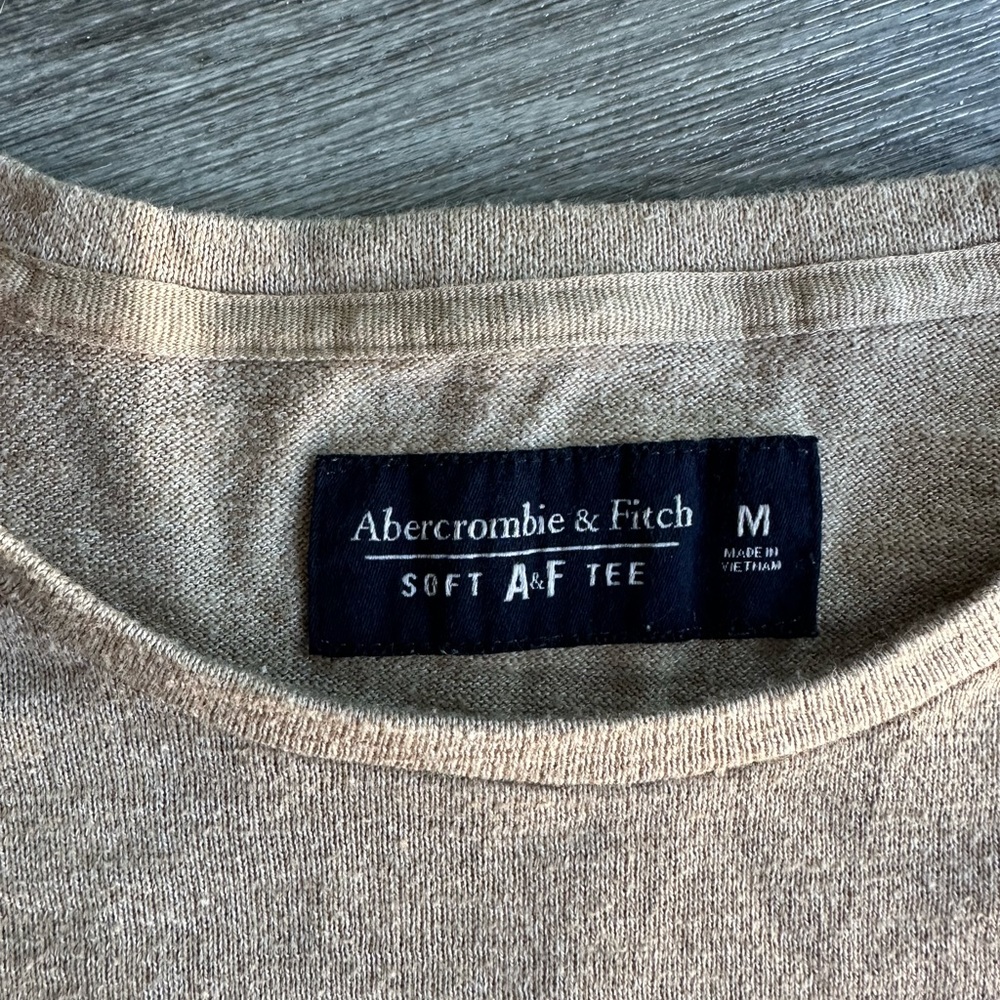 Abercrombie & Fitch
SOFT A&F TEE
M
MADE IN
VIETNAM